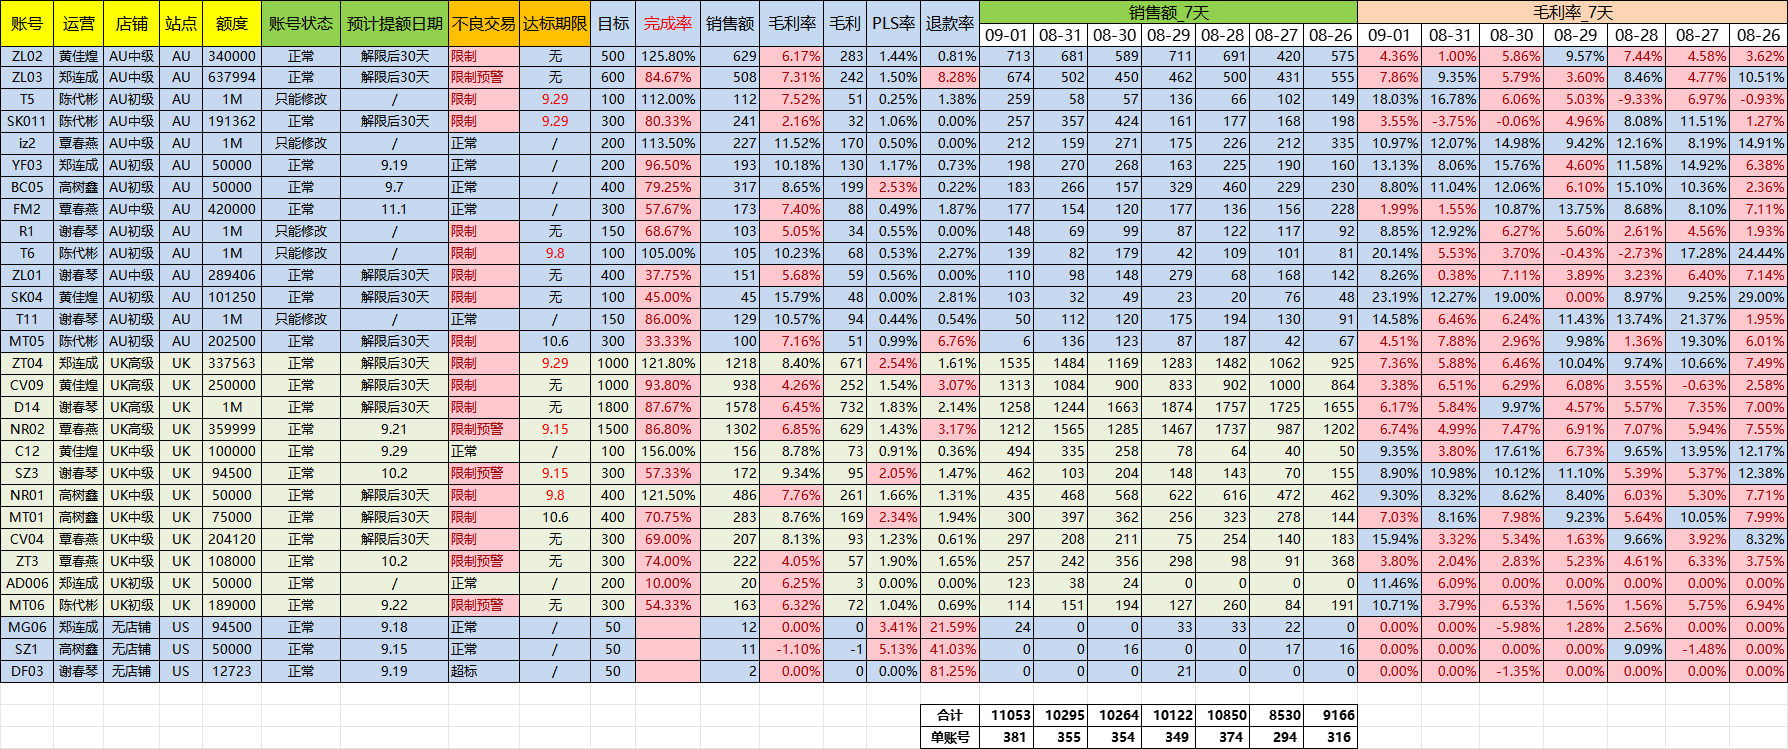 账号 运营 店铺 站点 额度 账号状态 预计提额日期 不良交易 达标期限 目标 完成率 销售额 毛利率 毛利 PLS率 退款率 销售额_7天 毛利率_7天
09-01 08-31 08-30 08-29 08-28 08-27 08-26 09-01 08-31 08-30 08-29 08-28 08-27 08-26
ZL02 黄佳煌 AU中级 AU 340000 正常 解限后30天 限制 无 500 125.80% 629 6.17% 283 1.44% 0.81% 713 681 589 711 691 420 575 4.36% 1.00% 5.86% 9.57% 7.44% 4.58% 3.62%
ZL03 郑连成 AU中级 AU 637994 正常 解限后30天 限制预警 无 600 84.67% 508 7.31% 242 1.50% 8.28% 674 502 450 462 500 431 555 7.86% 9.35% 5.79% 3.60% 8.46% 4.77% 10.51%
T5 陈代彬 AU初级 AU 1M 只能修改 / 限制 9.29 100 112.00% 112 7.52% 51 0.25% 1.38% 259 58 57 136 66 102 149 18.03% 16.78% 6.06% 5.03% -9.33% 6.97% -0.93%
SK011 陈代彬 AU中级 AU 191362 正常 解限后30天 限制 9.29 300 80.33% 241 2.16% 32 1.06% 0.00% 257 357 424 161 177 168 198 3.55% -3.75% -0.06% 4.96% 8.08% 11.51% 1.27%
iz2 覃春燕 AU中级 AU 1M 只能修改 / 正常 / 200 113.50% 227 11.52% 170 0.50% 0.00% 212 159 271 175 226 212 335 10.97% 12.07% 14.98% 9.42% 12.16% 8.19% 14.91%
YF03 郑连成 AU初级 AU 50000 正常 9.19 正常 / 200 96.50% 193 10.18% 130 1.17% 0.73% 198 270 268 163 225 190 160 13.13% 8.06% 15.76% 4.60% 11.58% 14.92% 6.38%
BC05 高树鑫 AU初级 AU 50000 正常 9.7 正常 / 400 79.25% 317 8.65% 199 2.53% 0.22% 183 266 157 329 460 229 230 8.80% 11.04% 12.06% 6.10% 15.10% 10.36% 2.36%
FM2 覃春燕 AU中级 AU 420000 正常 11.1 正常 / 300 57.67% 173 7.40% 88 0.49% 1.87% 177 154 120 177 136 156 228 1.99% 1.55% 10.87% 13.75% 8.68% 8.10% 7.11%
R1 谢春琴 AU初级 AU 1M 只能修改 / 限制 无 150 68.67% 103 5.05% 34 0.55% 0.00% 148 69 99 87 122 117 92 8.85% 12.92% 6.27% 5.60% 2.61% 4.56% 1.93%
T6 陈代彬 AU初级 AU 1M 只能修改 / 限制 9.8 100 105.00% 105 10.23% 68 0.53% 2.27% 139 82 179 42 109 101 81 20.14% 5.53% 3.70% -0.43% -2.73% 17.28% 24.44%
ZL01 谢春琴 AU中级 AU 289406 正常 解限后30天 限制 无 400 37.75% 151 5.68% 59 0.56% 0.00% 110 98 148 279 68 168 142 8.26% 0.38% 7.11% 3.89% 3.23% 6.40% 7.14%
SK04 黄佳煌 AU初级 AU 101250 正常 解限后30天 限制 无 100 45.00% 45 15.79% 48 0.00% 2.81% 103 32 49 23 20 76 48 23.19% 12.27% 19.00% 0.00% 8.97% 9.25% 29.00%
T11 谢春琴 AU初级 AU 1M 只能修改 / 正常 / 150 86.00% 129 10.57% 94 0.44% 0.54% 50 112 120 175 194 130 91 14.58% 6.46% 6.24% 11.43% 13.74% 21.37% 1.95%
MT05 陈代彬 AU初级 AU 202500 正常 解限后30天 限制 10.6 300 33.33% 100 7.16% 51 0.99% 6.76% 6 136 123 87 187 42 67 4.51% 7.88% 2.96% 9.98% 1.36% 19.30% 6.01%
ZT04 郑连成 UK高级 UK 337563 正常 解限后30天 限制 9.29 1000 121.80% 1218 8.40% 671 2.54% 1.61% 1535 1484 1169 1283 1482 1062 925 7.36% 5.88% 6.46% 10.04% 9.74% 10.66% 7.49%
CV09 黄佳煌 UK高级 UK 250000 正常 解限后30天 限制 无 1000 93.80% 938 4.26% 252 1.54% 3.07% 1313 1084 900 833 902 1000 864 3.38% 6.51% 6.29% 6.08% 3.55% -0.63% 2.58%
D14 谢春琴 UK高级 UK 1M 正常 解限后30天 限制 无 1800 87.67% 1578 6.45% 732 1.83% 2.14% 1258 1244 1663 1874 1757 1725 1655 6.17% 5.84% 9.97% 4.57% 5.57% 7.35% 7.00%
NR02 覃春燕 UK高级 UK 359999 正常 9.21 限制预警 9.15 1500 86.80% 1302 6.85% 629 1.43% 3.17% 1212 1565 1285 1467 1737 987 1202 6.74% 4.99% 7.47% 6.91% 7.07% 5.94% 7.55%
C12 黄佳煌 UK中级 UK 100000 正常 9.29 正常 / 100 156.00% 156 8.78% 73 0.91% 0.36% 494 335 258 78 64 40 50 9.35% 3.80% 17.61% 6.73% 9.65% 13.95% 12.17%
SZ3 谢春琴 UK中级 UK 94500 正常 10.2 限制预警 9.15 300 57.33% 172 9.34% 95 2.05% 1.47% 462 103 204 148 143 70 155 8.90% 10.98% 10.12% 11.10% 5.39% 5.37% 12.38%
NR01 高树鑫 UK中级 UK 50000 正常 解限后30天 限制 9.8 400 121.50% 486 7.76% 261 1.66% 1.31% 435 468 568 622 616 472 462 9.30% 8.32% 8.62% 8.40% 6.03% 5.30% 7.71%
MT01 高树鑫 UK中级 UK 75000 正常 解限后30天 限制 10.6 400 70.75% 283 8.76% 169 2.34% 1.94% 300 397 362 256 323 278 144 7.03% 8.16% 7.98% 9.23% 5.64% 10.05% 7.99%
CV04 覃春燕 UK中级 UK 204120 正常 解限后30天 限制 无 300 69.00% 207 8.13% 93 1.23% 0.61% 297 208 211 75 254 140 183 15.94% 3.32% 5.34% 1.63% 9.66% 3.92% 8.32%
ZT3 覃春燕 UK中级 UK 108000 正常 10.2 限制预警 无 300 74.00% 222 4.05% 57 1.90% 1.65% 257 242 356 298 98 91 368 3.80% 2.04% 2.83% 5.23% 4.61% 6.33% 3.75%
AD006 郑连成 UK初级 UK 50000 正常 / 正常 / 200 10.00% 20 6.25% 3 0.00% 0.00% 123 38 24 0 0 0 0 11.46% 6.09% 0.00% 0.00% 0.00% 0.00% 0.00%
MT06 陈代彬 UK初级 UK 189000 正常 9.22 限制预警 无 300 54.33% 163 6.32% 72 1.04% 0.69% 114 151 194 127 260 84 191 10.71% 3.79% 6.53% 1.56% 1.56% 5.75% 6.94%
MG06 郑连成 无店铺 US 94500 正常 9.18 正常 / 50 12 0.00% 0 3.41% 21.59% 24 0 0 33 33 22 0 0.00% 0.00% -5.98% 1.28% 2.56% 0.00% 0.00%
SZ1 高树鑫 无店铺 US 50000 正常 9.15 正常 / 50 11 -1.10% -1 5.13% 41.03% 0 0 16 0 0 17 16 0.00% 0.00% 0.00% 0.00% 9.09% -1.48% 0.00%
DF03 谢春琴 无店铺 US 12723 正常 9.19 超标 / 50 2 0.00% 0 0.00% 81.25% 0 0 0 21 0 0 0 0.00% 0.00% -1.35% 0.00% 0.00% 0.00% 0.00%
合计 11053 10295 10264 10122 10850 8530 9166
单账号 381 355 354 349 374 294 316